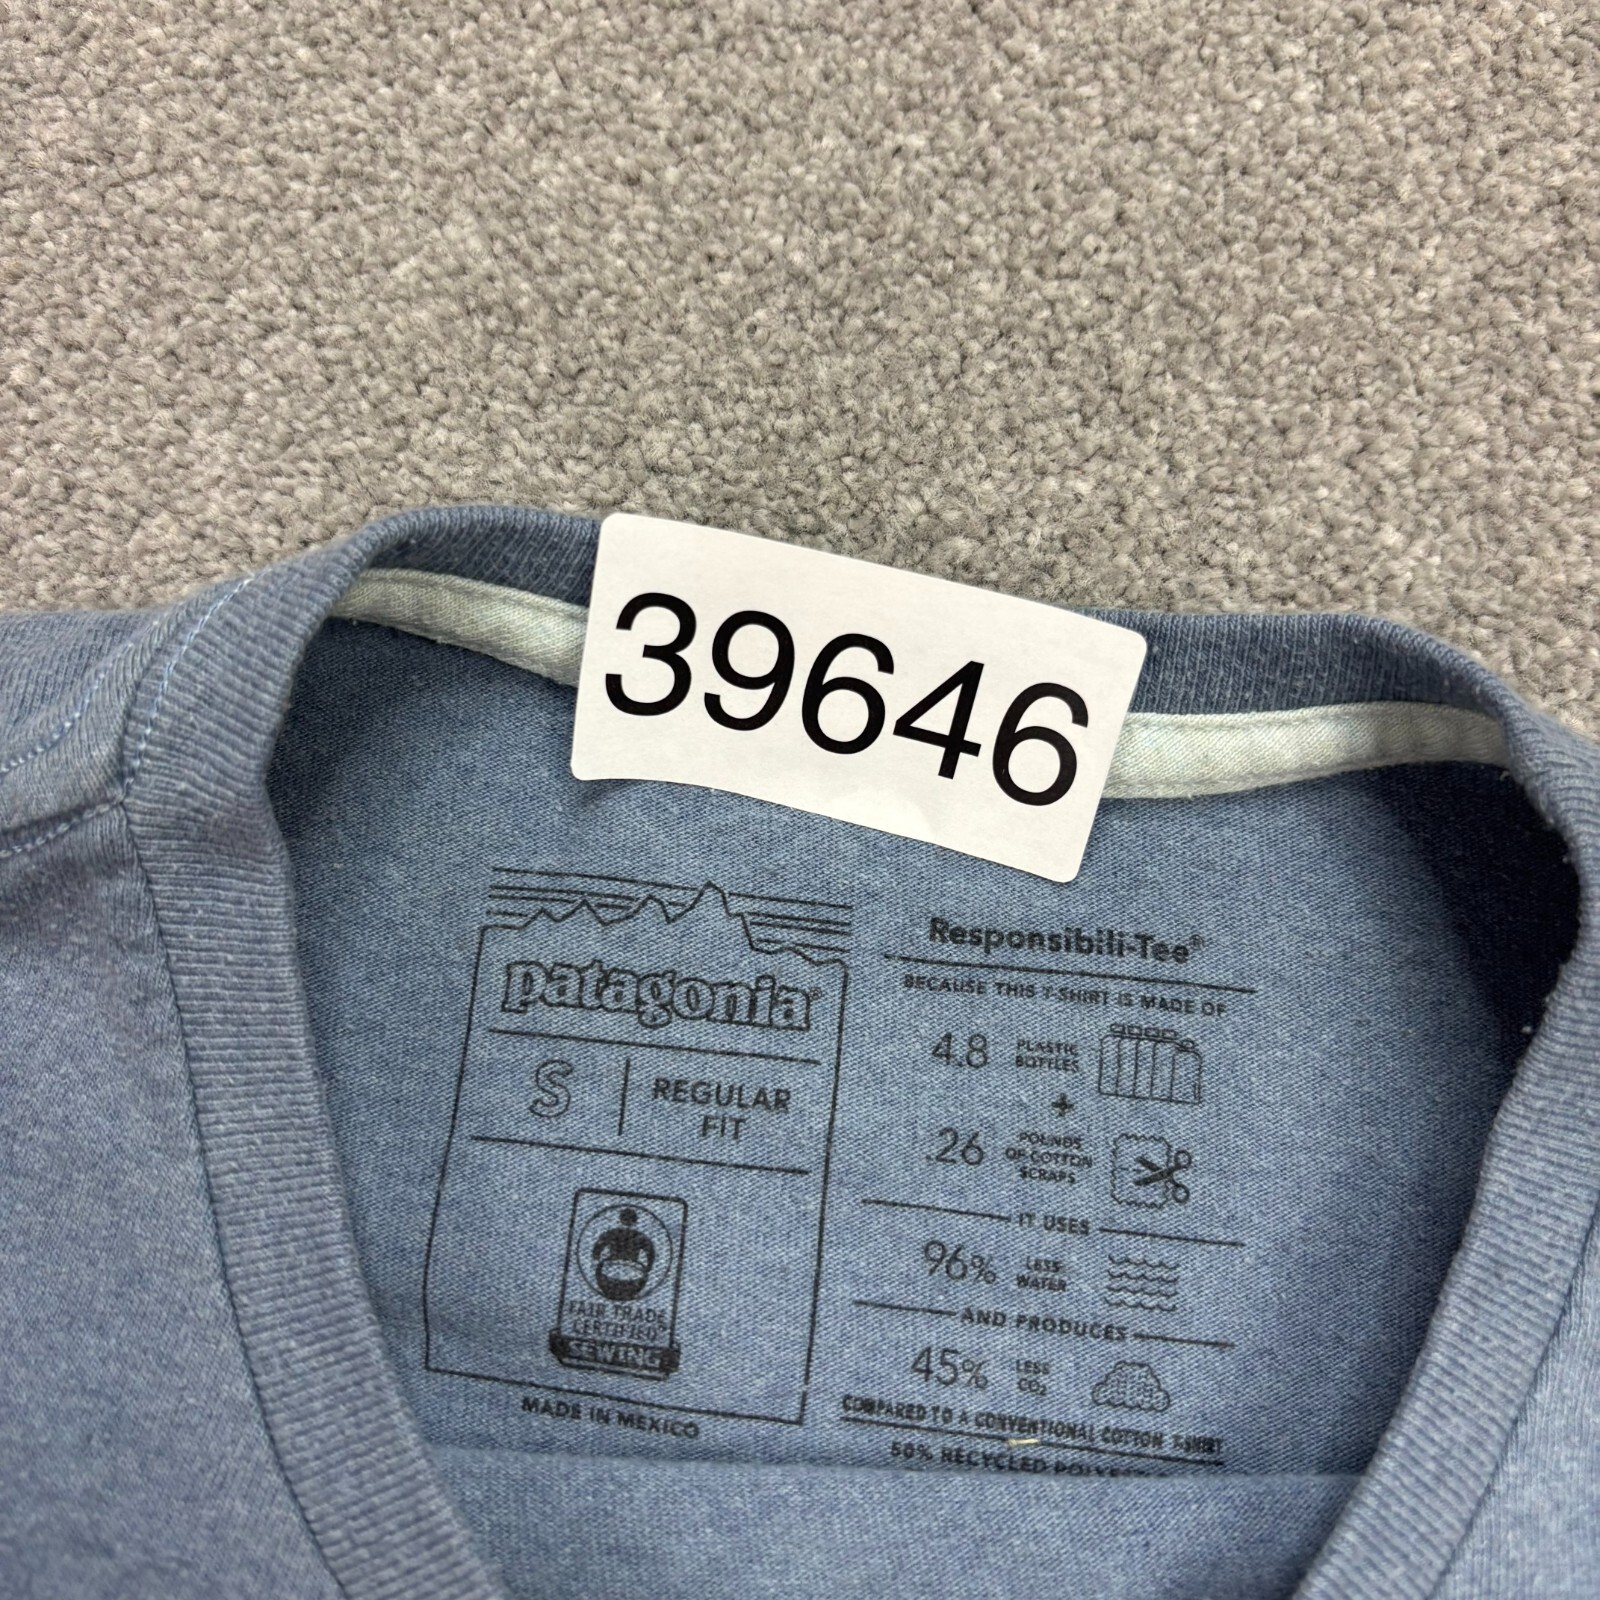 39646
patagonia®
S
REGULAR
FIT
FAIR TRADE
CERTIFIED®
SEWING
MADE IN MEXICO
Responsibili-Tee®
BECAUSE THIS T-SHIRT IS MADE OF
4.8 PLASTIC
BOTTLES
+
.26 POUNDS
OF COTTON
SCRAPS
IT USES
96% LESS
WATER
AND PRODUCES
45% LESS
CO₂
COMPARED TO A CONVENTIONAL COTTON T-SHIRT
50% RECYCLED